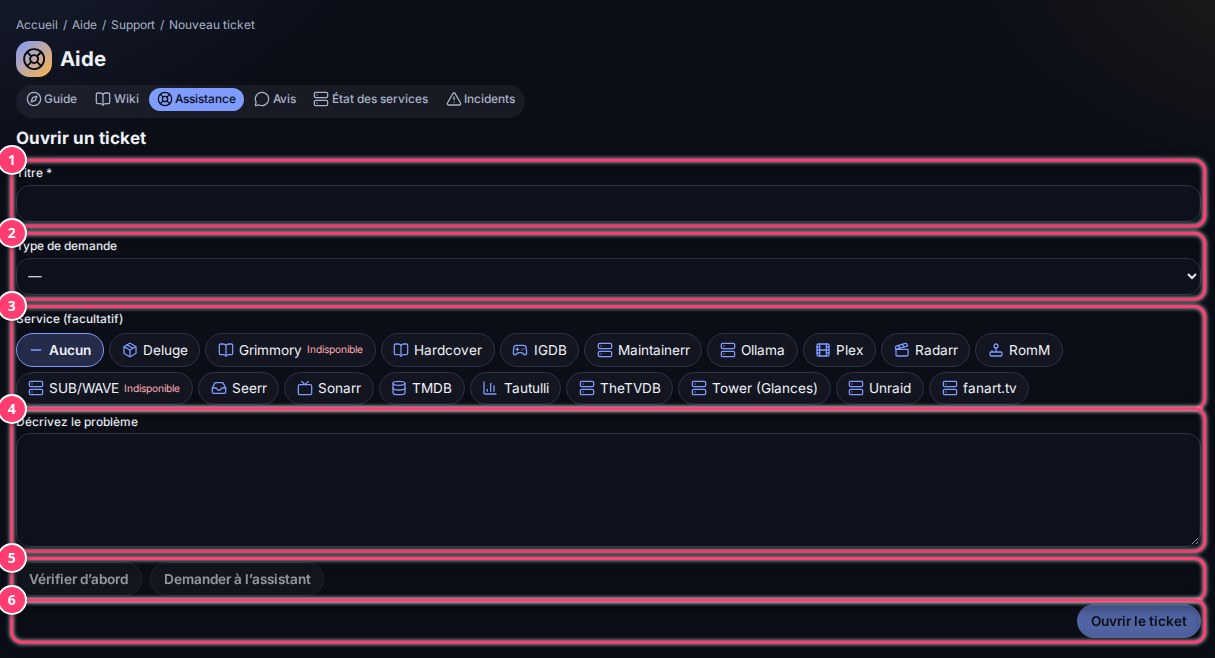 Accueil / Aide / Support / Nouveau ticket
Aide
Guide Wiki Assistance Avis État des services Incidents
Ouvrir un ticket
1
Titre *
2
Type de demande
—
3
Service (facultatif)
Aucun Deluge Grimmory Indisponible Hardcover IGDB Maintainerr Ollama Plex Radarr RomM
SUB/WAVE Indisponible Seerr Sonarr TMDB Tautulli TheTVDB Tower (Glances) Unraid fanart.tv
4
Décrivez le problème
5
Vérifier d’abord Demander à l’assistant
6
Ouvrir le ticket